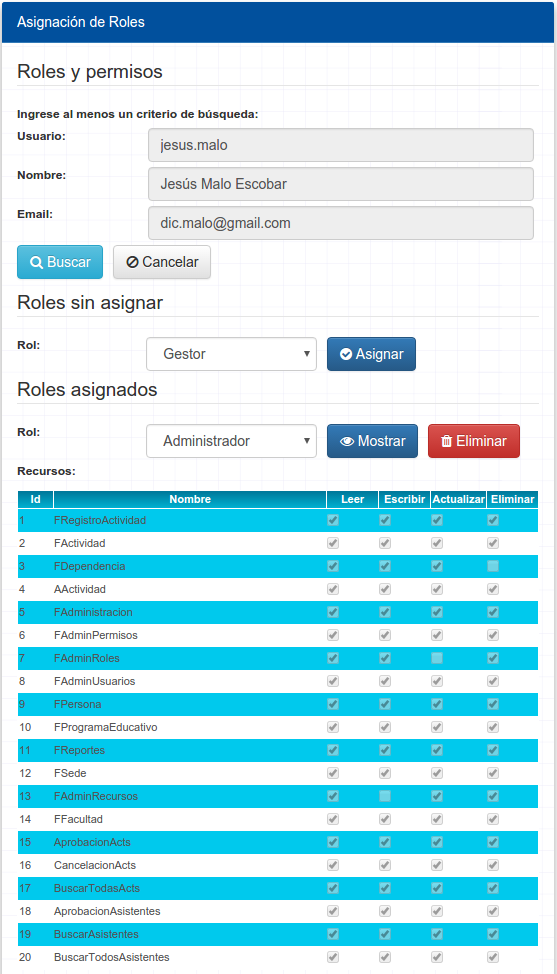 Asignación de Roles
Roles y permisos
Ingrese al menos un criterio de búsqueda:
Usuario: jesus.malo
Nombre: Jesús Malo Escobar
Email: dic.malo@gmail.com
Buscar Cancelar
Roles sin asignar
Rol: Gestor Asignar
Roles asignados
Rol: Administrador Mostrar Eliminar
Recursos:
Id Nombre Leer Escribir Actualizar Eliminar
1 FRegistroActividad
2 FActividad
3 FDependencia
4 AActividad
5 FAdministracion
6 FAdminPermisos
7 FAdminRoles
8 FAdminUsuarios
9 FPersona
10 FProgramaEducativo
11 FReportes
12 FSede
13 FAdminRecursos
14 FFacultad
15 AprobacionActs
16 CancelacionActs
17 BuscarTodasActs
18 AprobacionAsistentes
19 BuscarAsistentes
20 BuscarTodosAsistentes